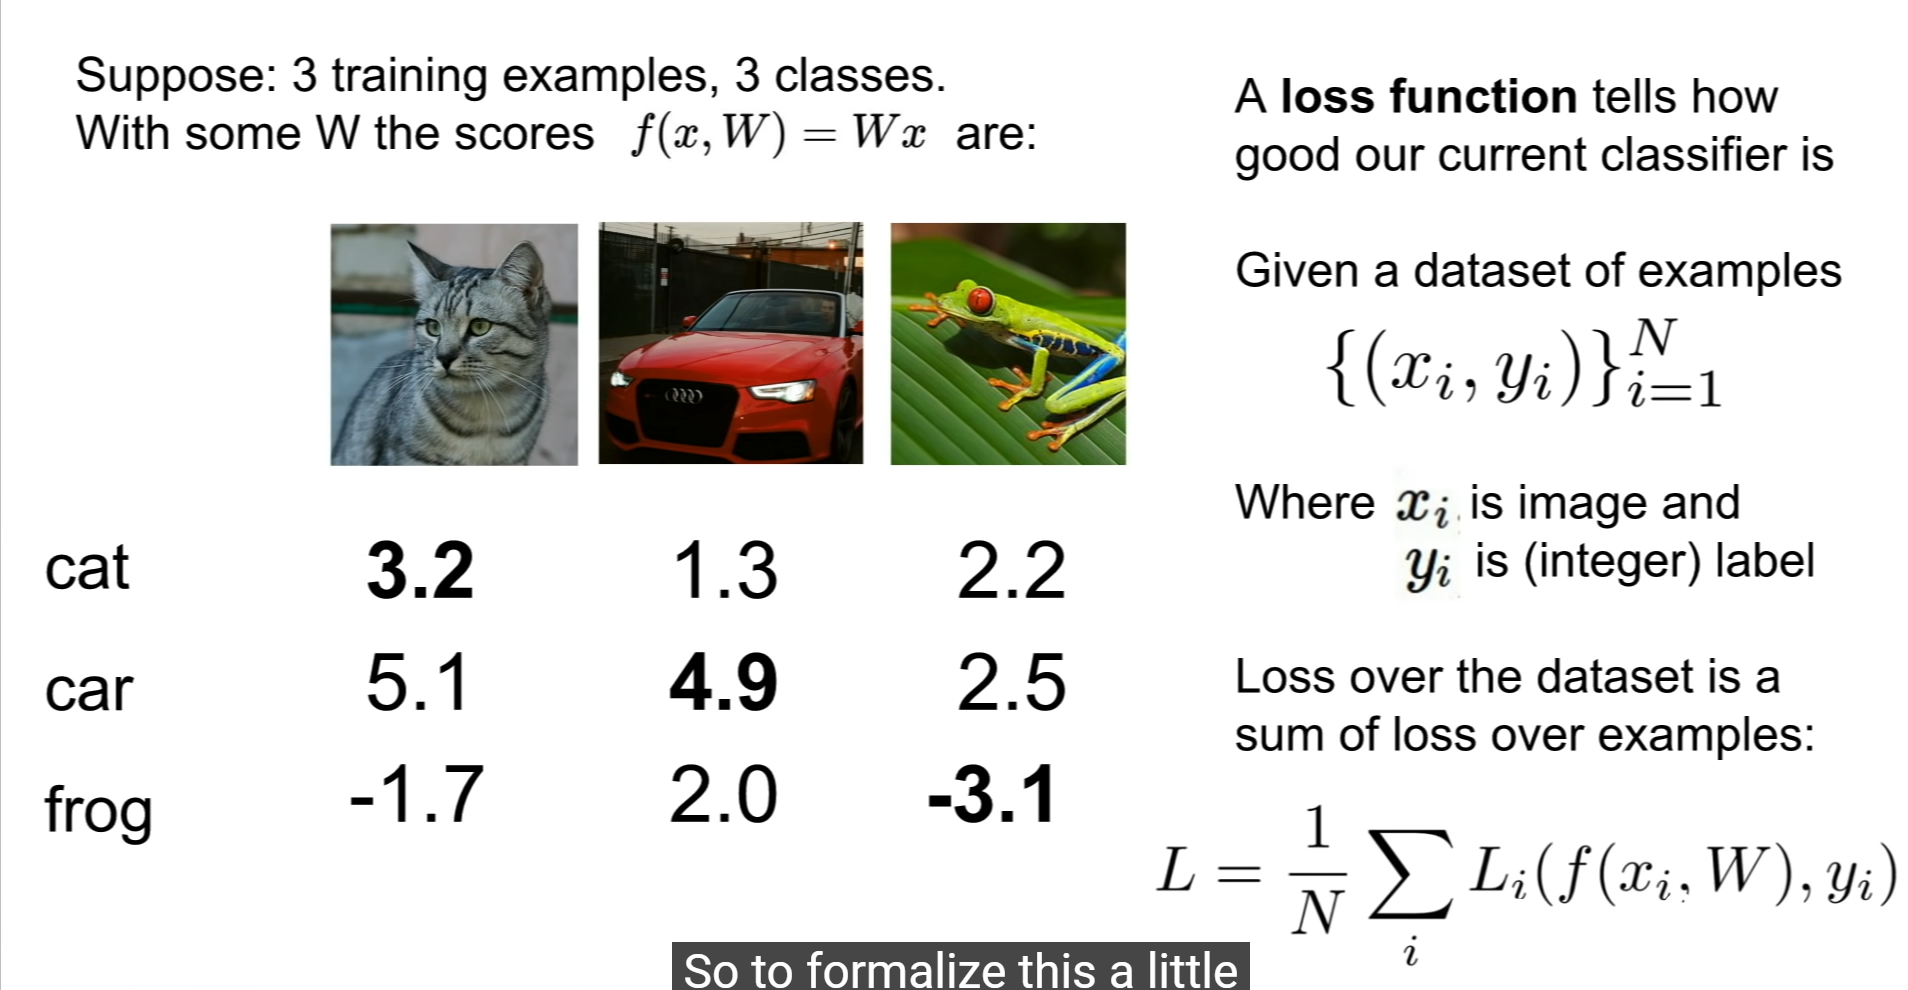 Suppose: 3 training examples, 3 classes.
With some W the scores f(x, W) = Wx are:
cat 3.2 1.3 2.2
car 5.1 4.9 2.5
frog -1.7 2.0 -3.1
A loss function tells how
good our current classifier is
Given a dataset of examples
{(x_i, y_i)}_{i=1}^N
Where x_i is image and
y_i is (integer) label
Loss over the dataset is a
sum of loss over examples:
L = \frac{1}{N} \sum_i L_i(f(x_i, W), y_i)
So to formalize this a little